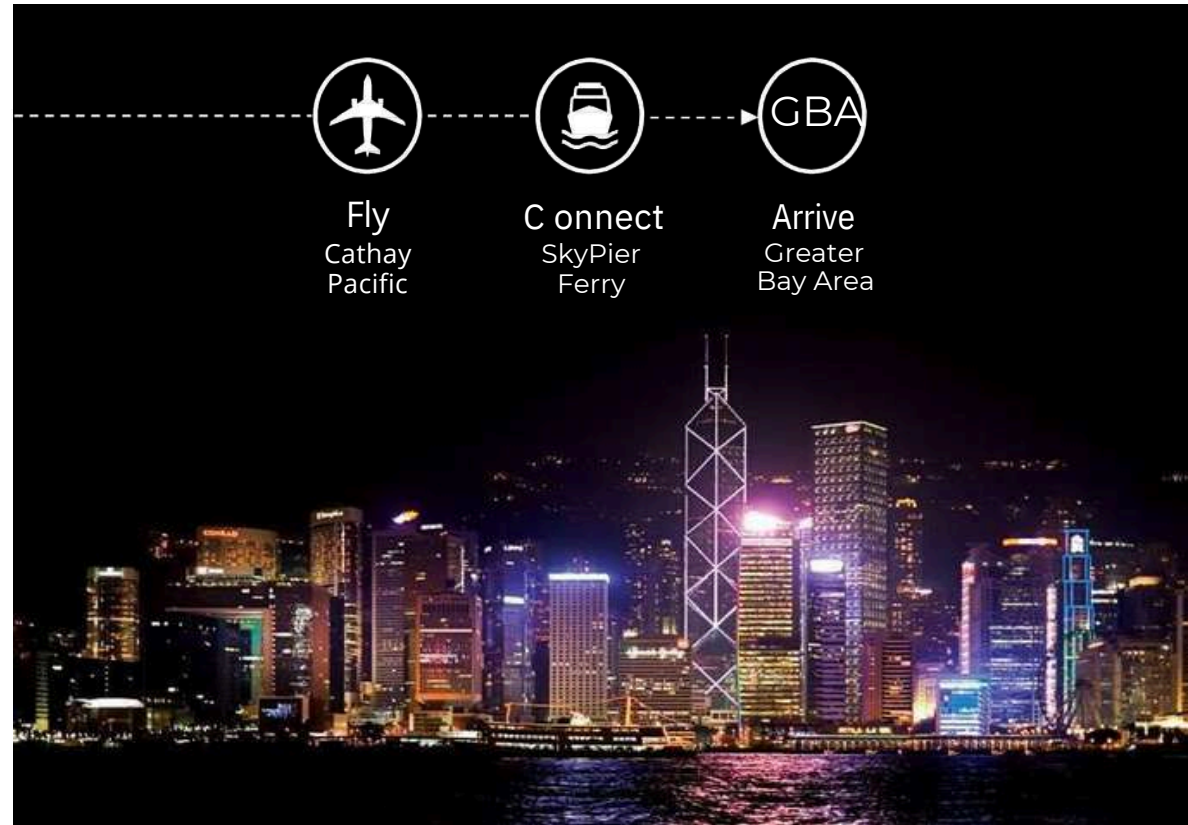 GBA
Fly
Cathay
Pacific
C onnect
SkyPier
Ferry
Arrive
Greater
Bay Area